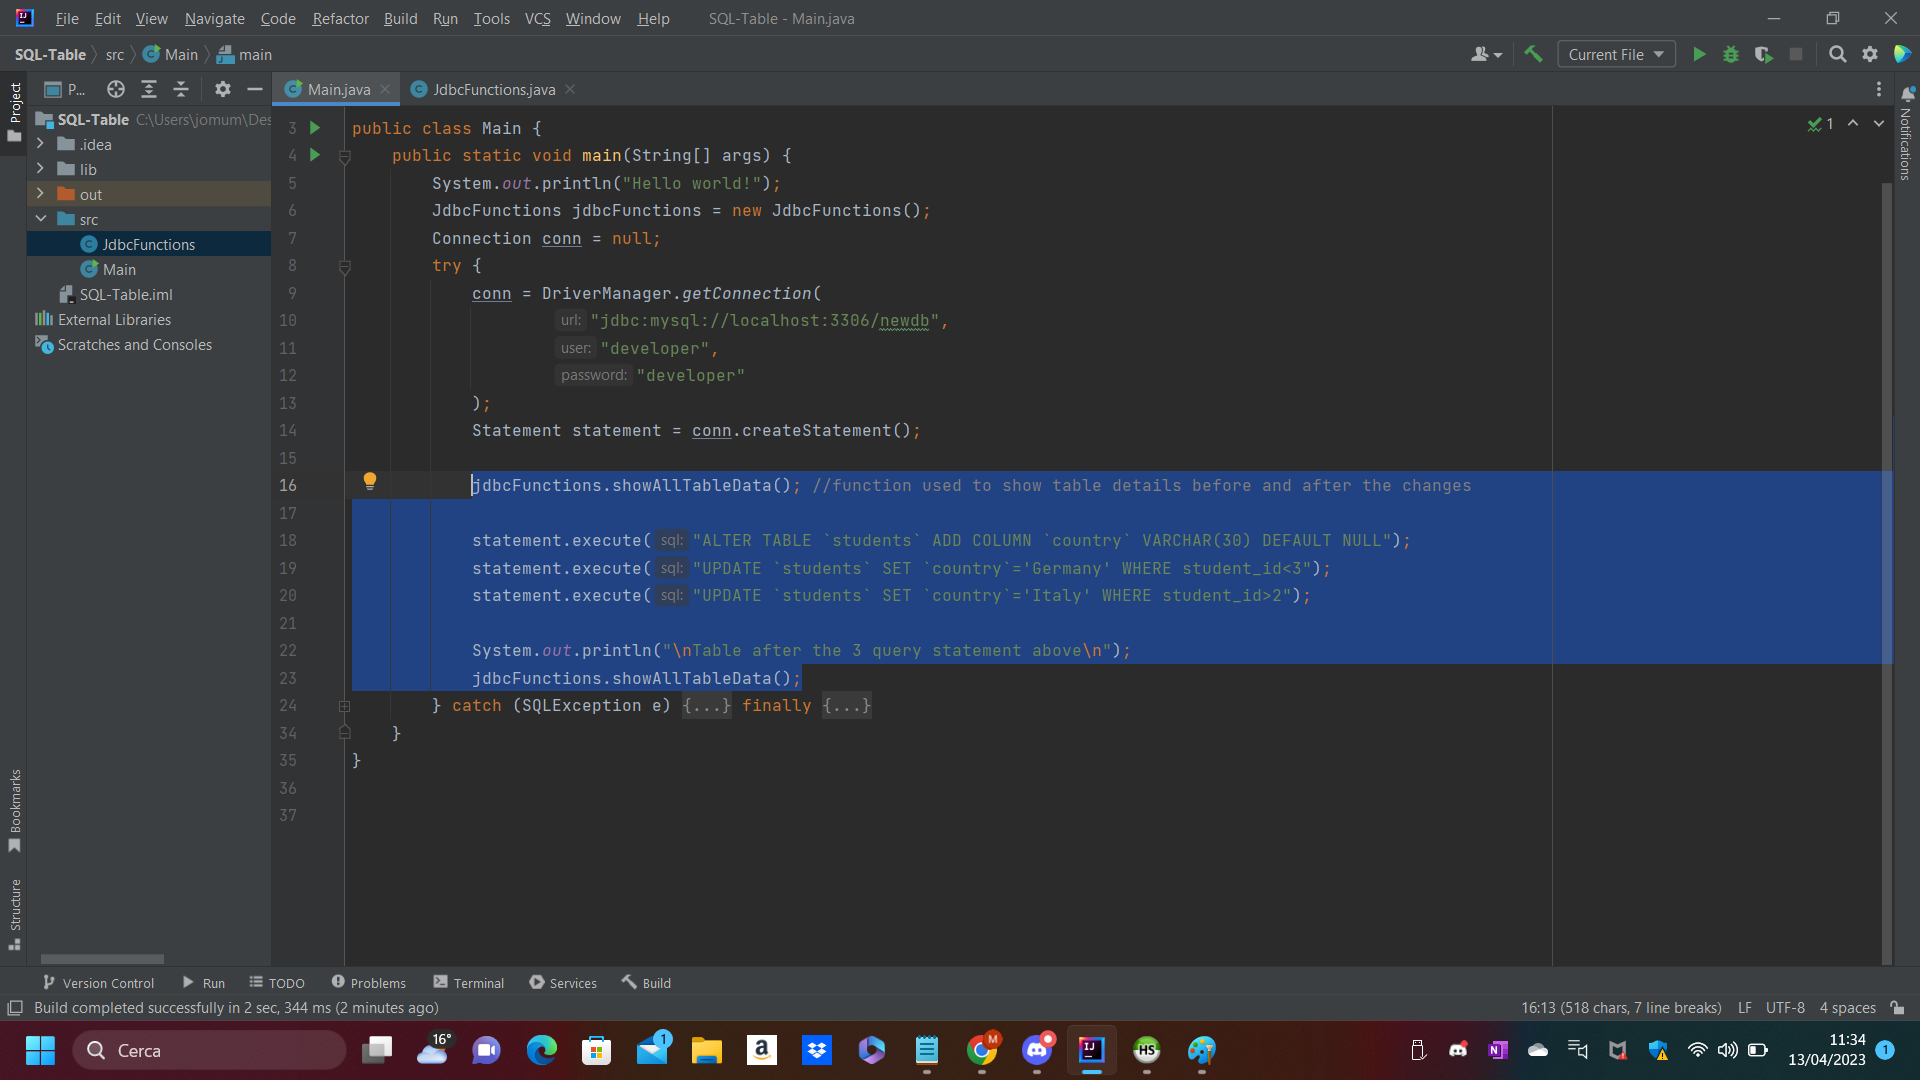 File Edit View Navigate Code Refactor Build Run Tools VCS Window Help SQL-Table - Main.java
SQL-Table src Main main Current File
P... Main.java JdbcFunctions.java
Project
SQL-Table C:\Users\jomum\Des
.idea
lib
out
src
JdbcFunctions
Main
SQL-Table.iml
External Libraries
Scratches and Consoles
Bookmarks
Structure
3 public class Main {
4 public static void main(String[] args) {
5 System.out.println("Hello world!");
6 JdbcFunctions jdbcFunctions = new JdbcFunctions();
7 Connection conn = null;
8 try {
9 conn = DriverManager.getConnection(
10 url: "jdbc:mysql://localhost:3306/newdb",
11 user: "developer",
12 password: "developer"
13 );
14 Statement statement = conn.createStatement();
15
16 jdbcFunctions.showAllTableData(); //function used to show table details before and after the changes
17
18 statement.execute( sql: "ALTER TABLE `students` ADD COLUMN `country` VARCHAR(30) DEFAULT NULL");
19 statement.execute( sql: "UPDATE `students` SET `country`='Germany' WHERE student_id<3");
20 statement.execute( sql: "UPDATE `students` SET `country`='Italy' WHERE student_id>2");
21
22 System.out.println("\nTable after the 3 query statement above\n");
23 jdbcFunctions.showAllTableData();
24 } catch (SQLException e) {...} finally {...}
34 }
35 }
36
37
1
Notifications
Version Control Run TODO Problems Terminal Services Build
Build completed successfully in 2 sec, 344 ms (2 minutes ago) 16:13 (518 chars, 7 line breaks) LF UTF-8 4 spaces
Cerca 16° 1 a M IJ HS N 11:34
13/04/2023 1